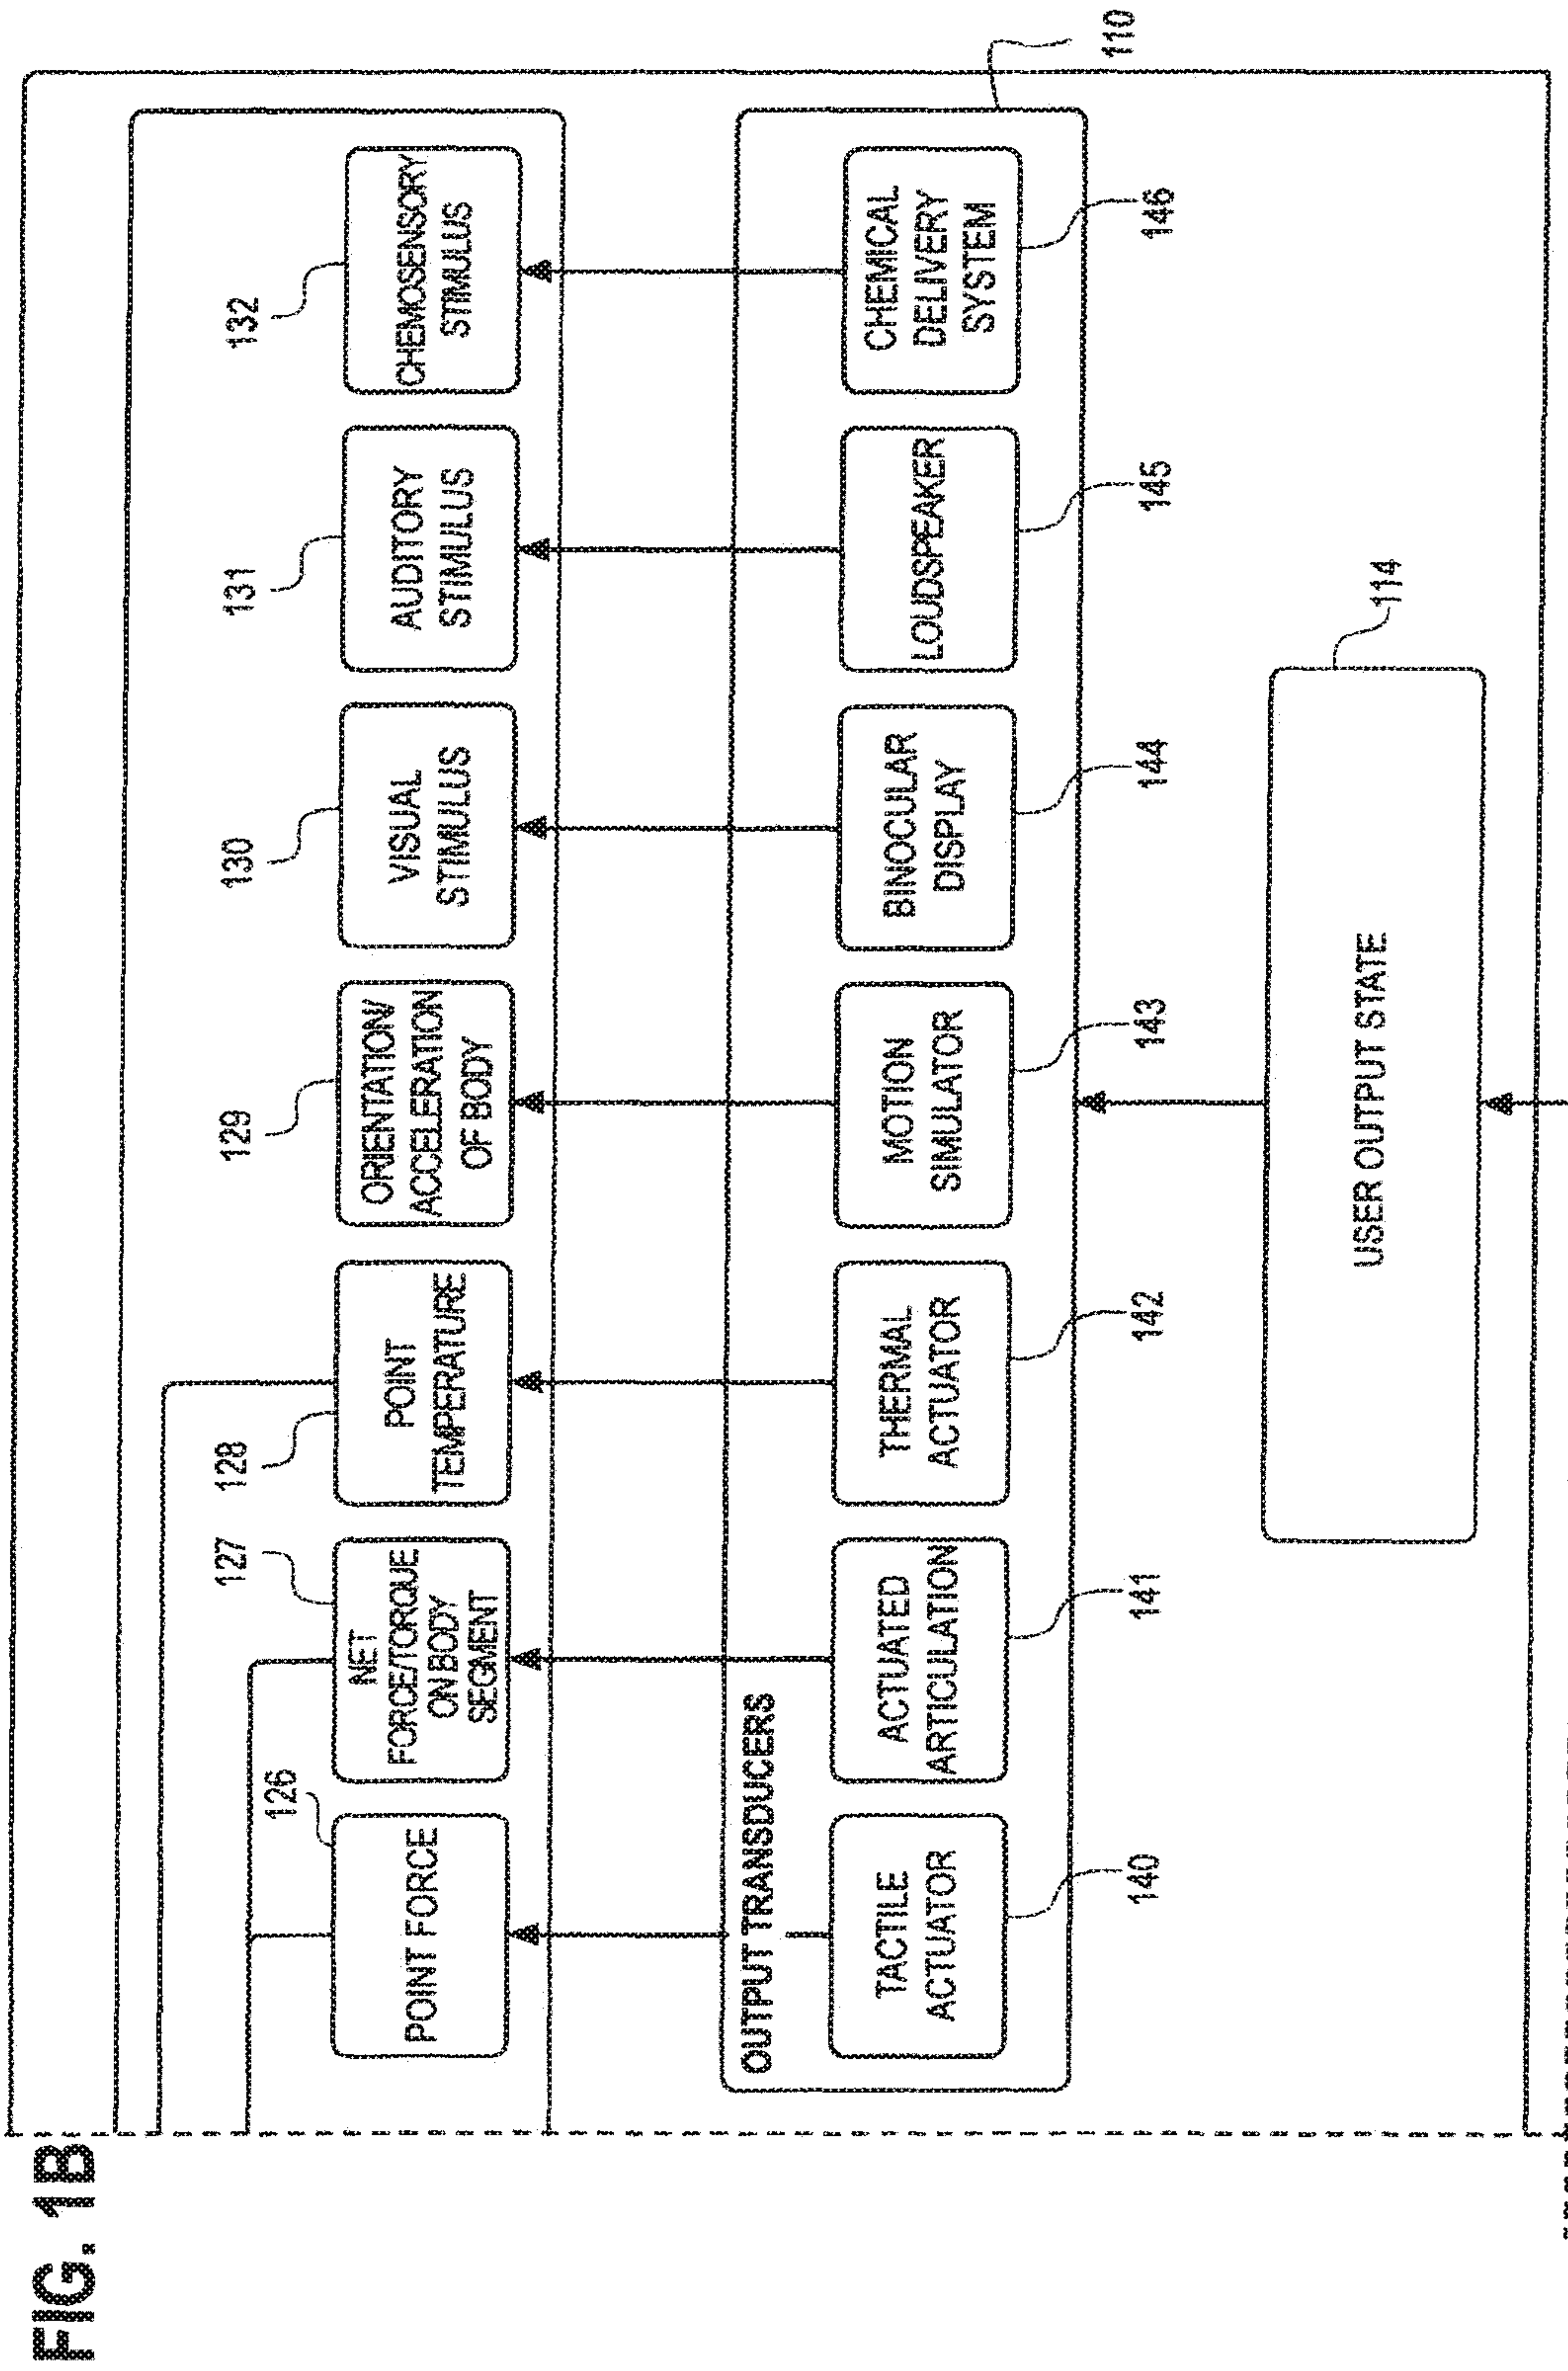 FIG. 1B
126
127
128
129
130
131
132
POINT FORCE
NET
FORCE/TORQUE
ON BODY
SEGMENT
POINT
TEMPERATURE
ORIENTATION/
ACCELERATION
OF BODY
VISUAL
STIMULUS
AUDITORY
STIMULUS
CHEMOSENSORY
STIMULUS
OUTPUT TRANSDUCERS
TACTILE
ACTUATOR
ACTUATED
ARTICULATION
THERMAL
ACTUATOR
MOTION
SIMULATOR
BINOCULAR
DISPLAY
LOUDSPEAKER
CHEMICAL
DELIVERY
SYSTEM
110
140
141
142
143
144
145
146
USER OUTPUT STATE
114